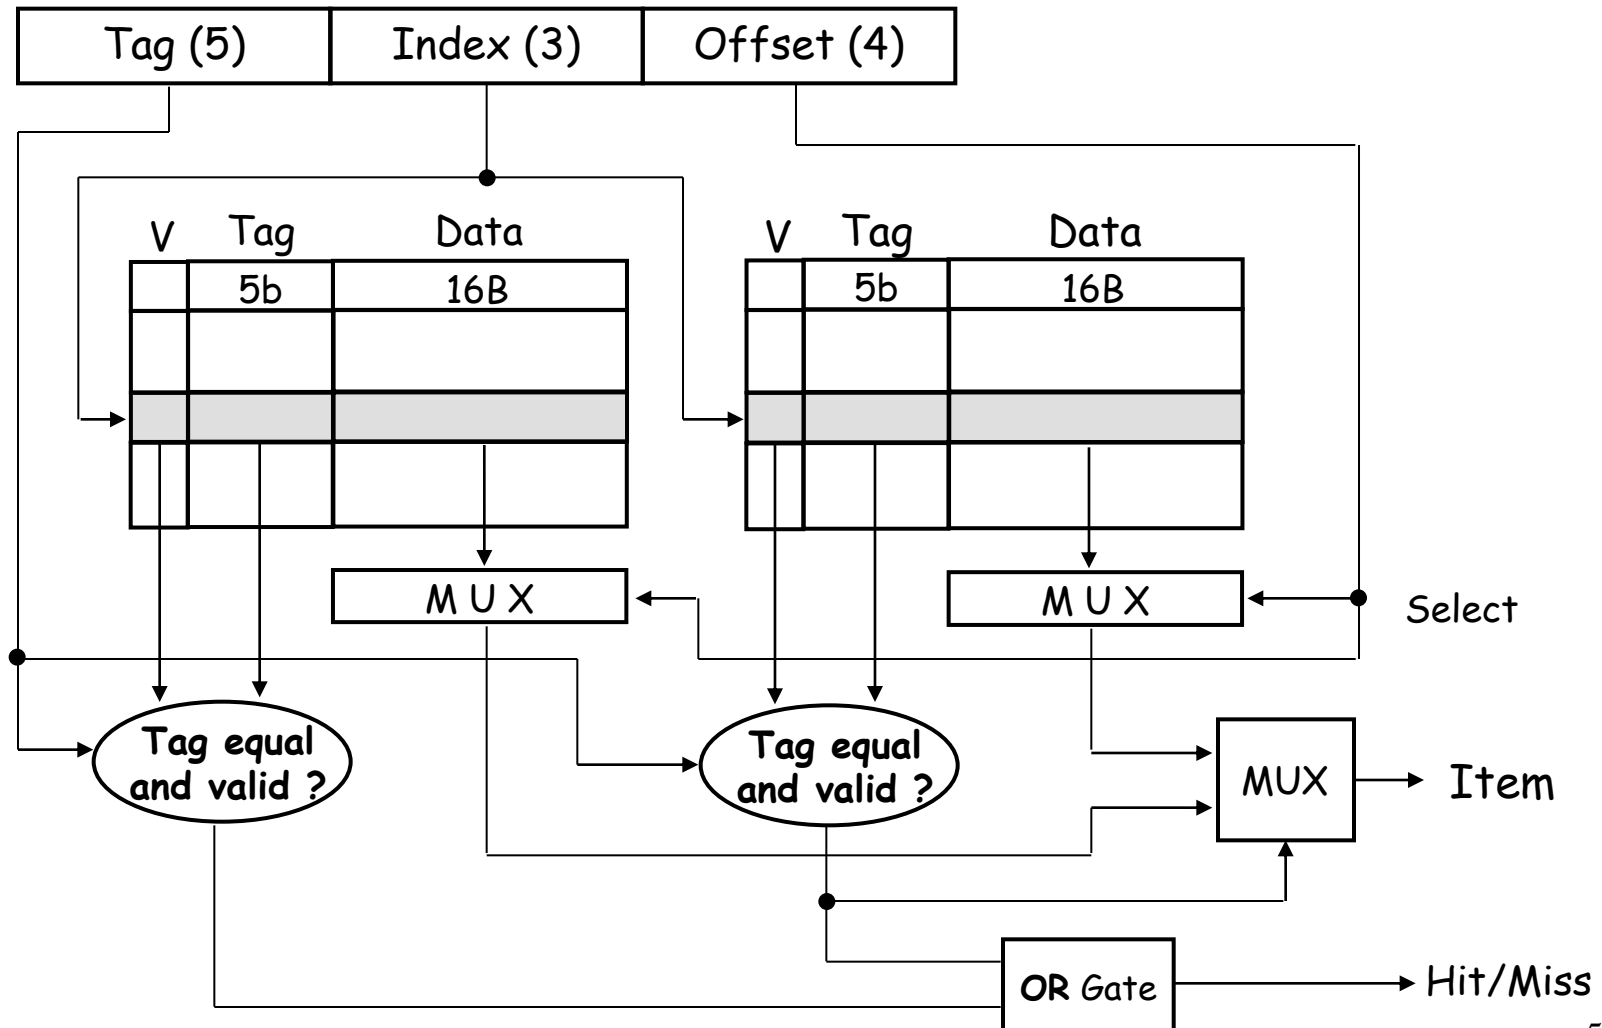 Tag (5) Index (3) Offset (4)
V Tag Data V Tag Data
5b 16B 5b 16B
M U X M U X Select
Tag equal
and valid ?
Tag equal
and valid ?
MUX Item
OR Gate Hit/Miss